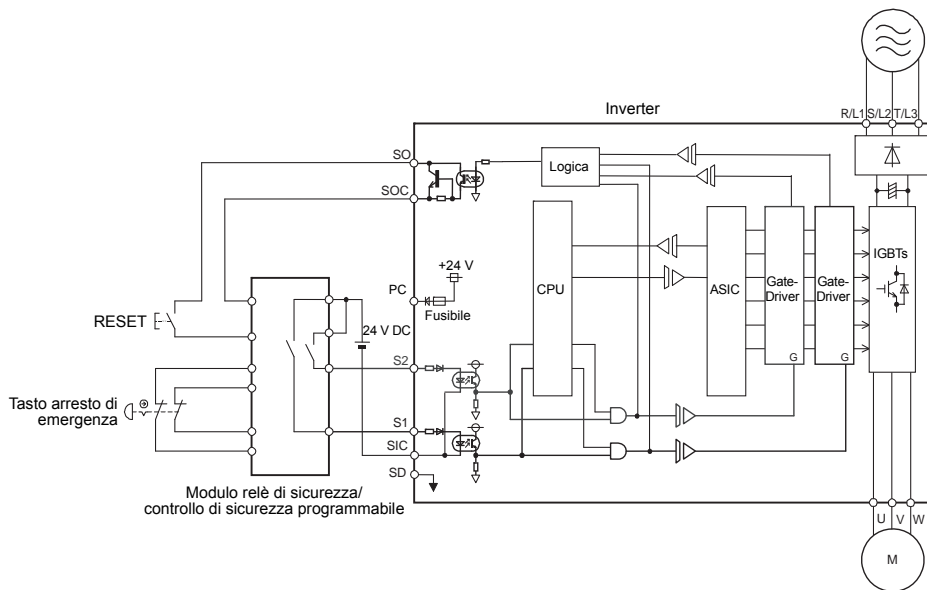 Inverter
R/L1 S/L2 T/L3
SO
SOC
Logica
+24 V
PC
Fusibile
CPU
ASIC
Gate-
Driver
G
Gate-
Driver
G
IGBTs
RESET
24 V DC
S2
Tasto arresto di
emergenza
S1
SIC
SD
Modulo relè di sicurezza/
controllo di sicurezza programmabile
U V W
M